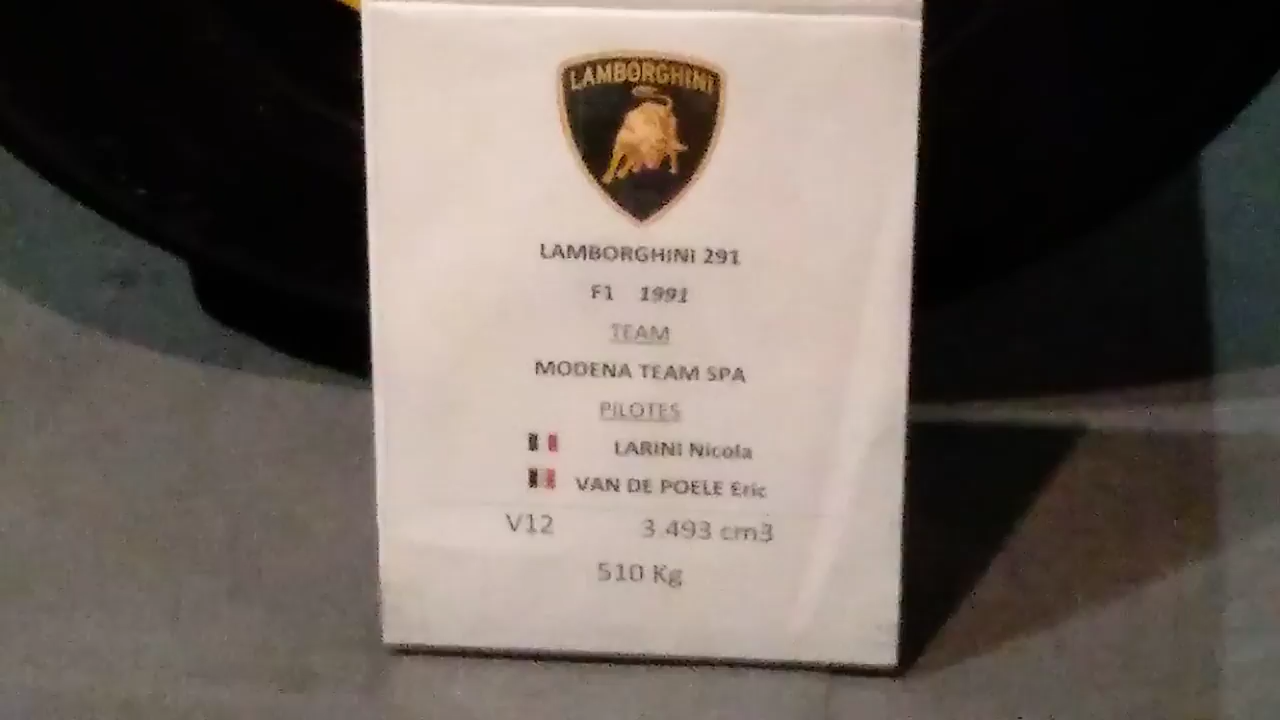 LAMBORGHINI
LAMBORGHINI 291
F1 1991
TEAM
MODENA TEAM SPA
PILOTES
LARINI Nicola
VAN DE POELE Eric
V12 3.493 cm3
510 Kg